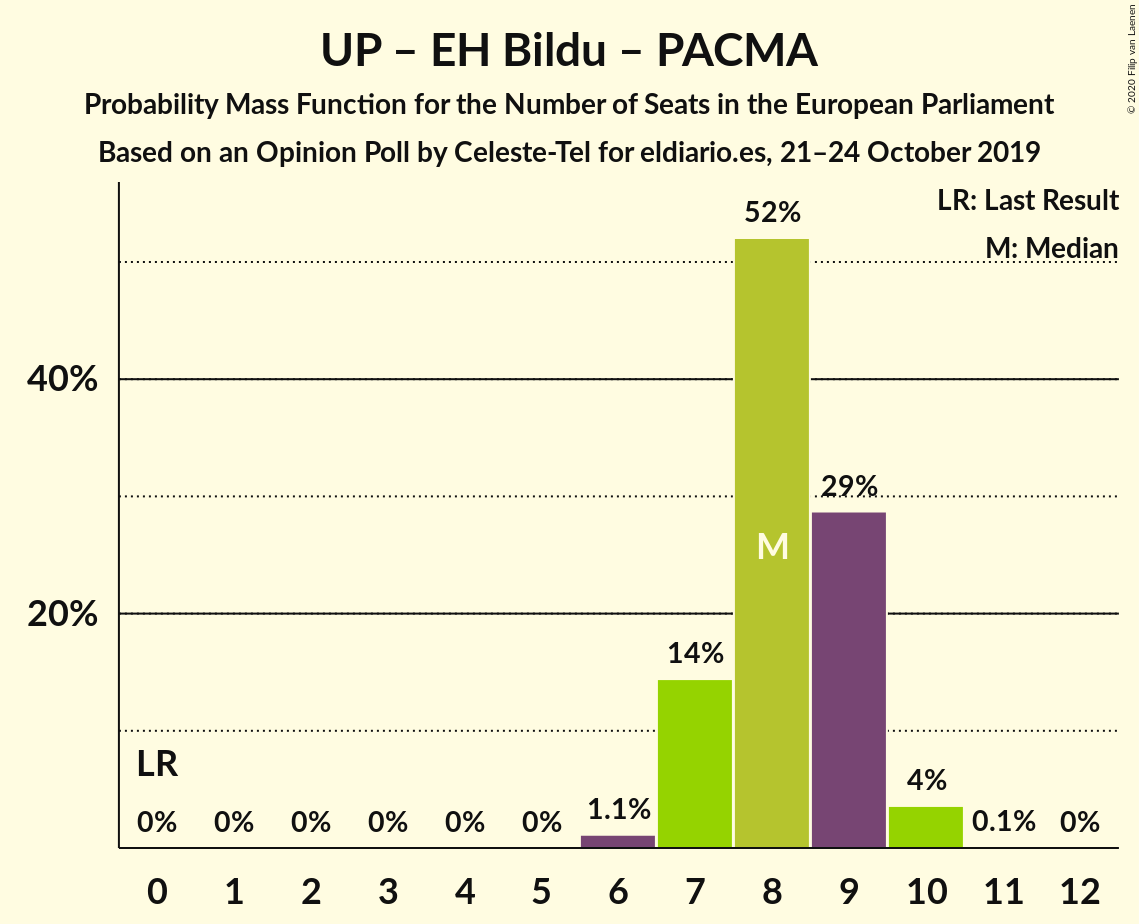 UP – EH Bildu – PACMA
Probability Mass Function for the Number of Seats in the European Parliament
Based on an Opinion Poll by Celeste-Tel for eldiario.es, 21–24 October 2019
© 2020 Filip van Laenen
LR: Last Result
M: Median
52%
40%
29%
M
20%
14%
LR
0% 0% 0% 0% 0% 0% 1.1% 4% 0.1% 0%
0 1 2 3 4 5 6 7 8 9 10 11 12